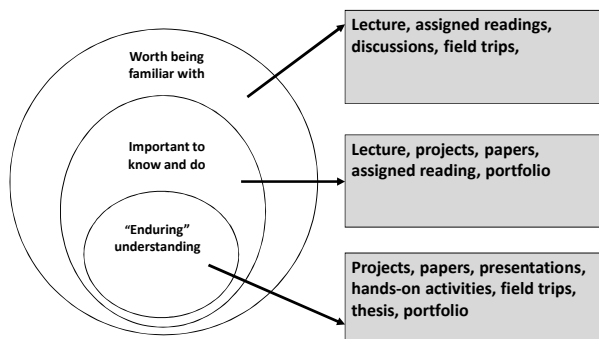 Worth being
familiar with
Lecture, assigned readings,
discussions, field trips,
Important to
know and do
Lecture, projects, papers,
assigned reading, portfolio
“Enduring”
understanding
Projects, papers, presentations,
hands-on activities, field trips,
thesis, portfolio